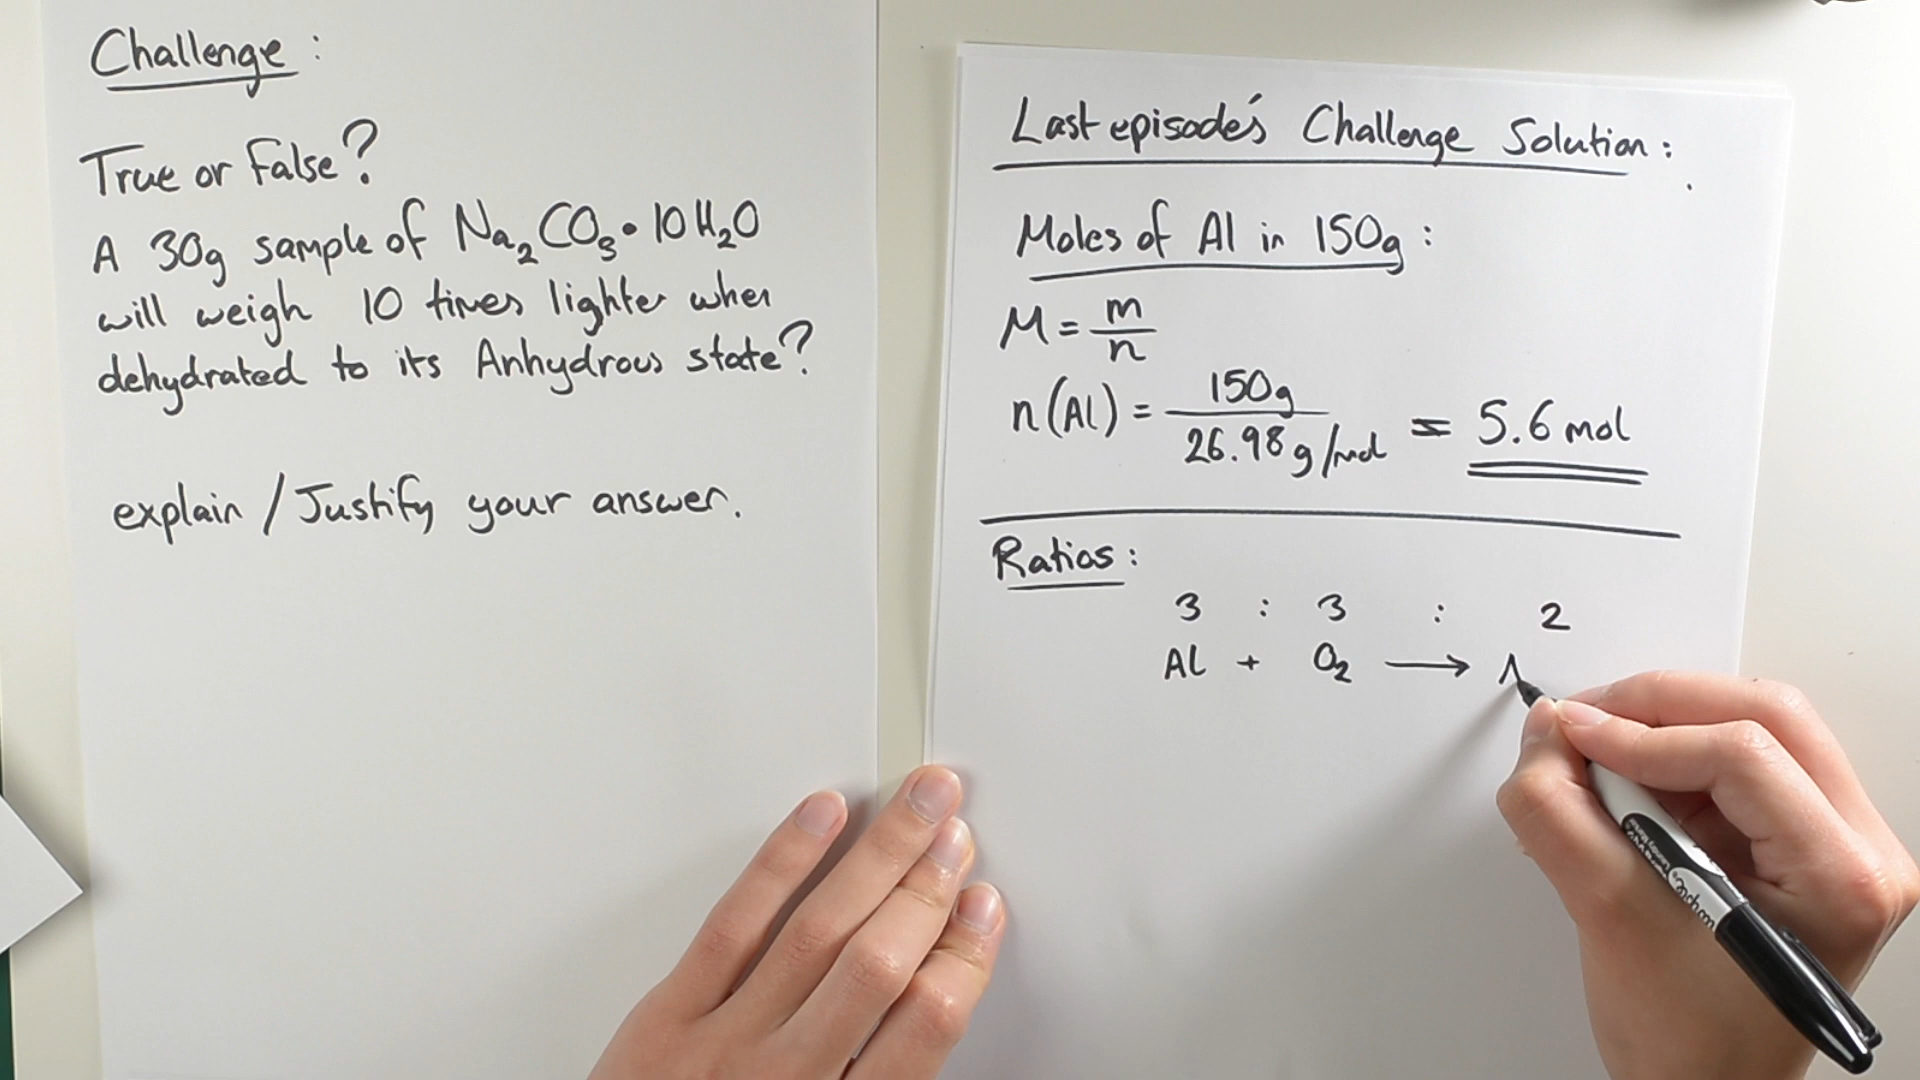 Challenge :
True or False?
A 30g sample of Na₂CO₃•10H₂O
will weigh 10 times lighter when
dehydrated to its Anhydrous state?
explain / Justify your answer.
Last episode's Challenge Solution :
Moles of Al in 150g :
M = m/n
n(Al) = 150g / 26.98g/mol = 5.6 mol
Ratios :
3 : 3 : 2
Al + O₂ → A
Sharpie